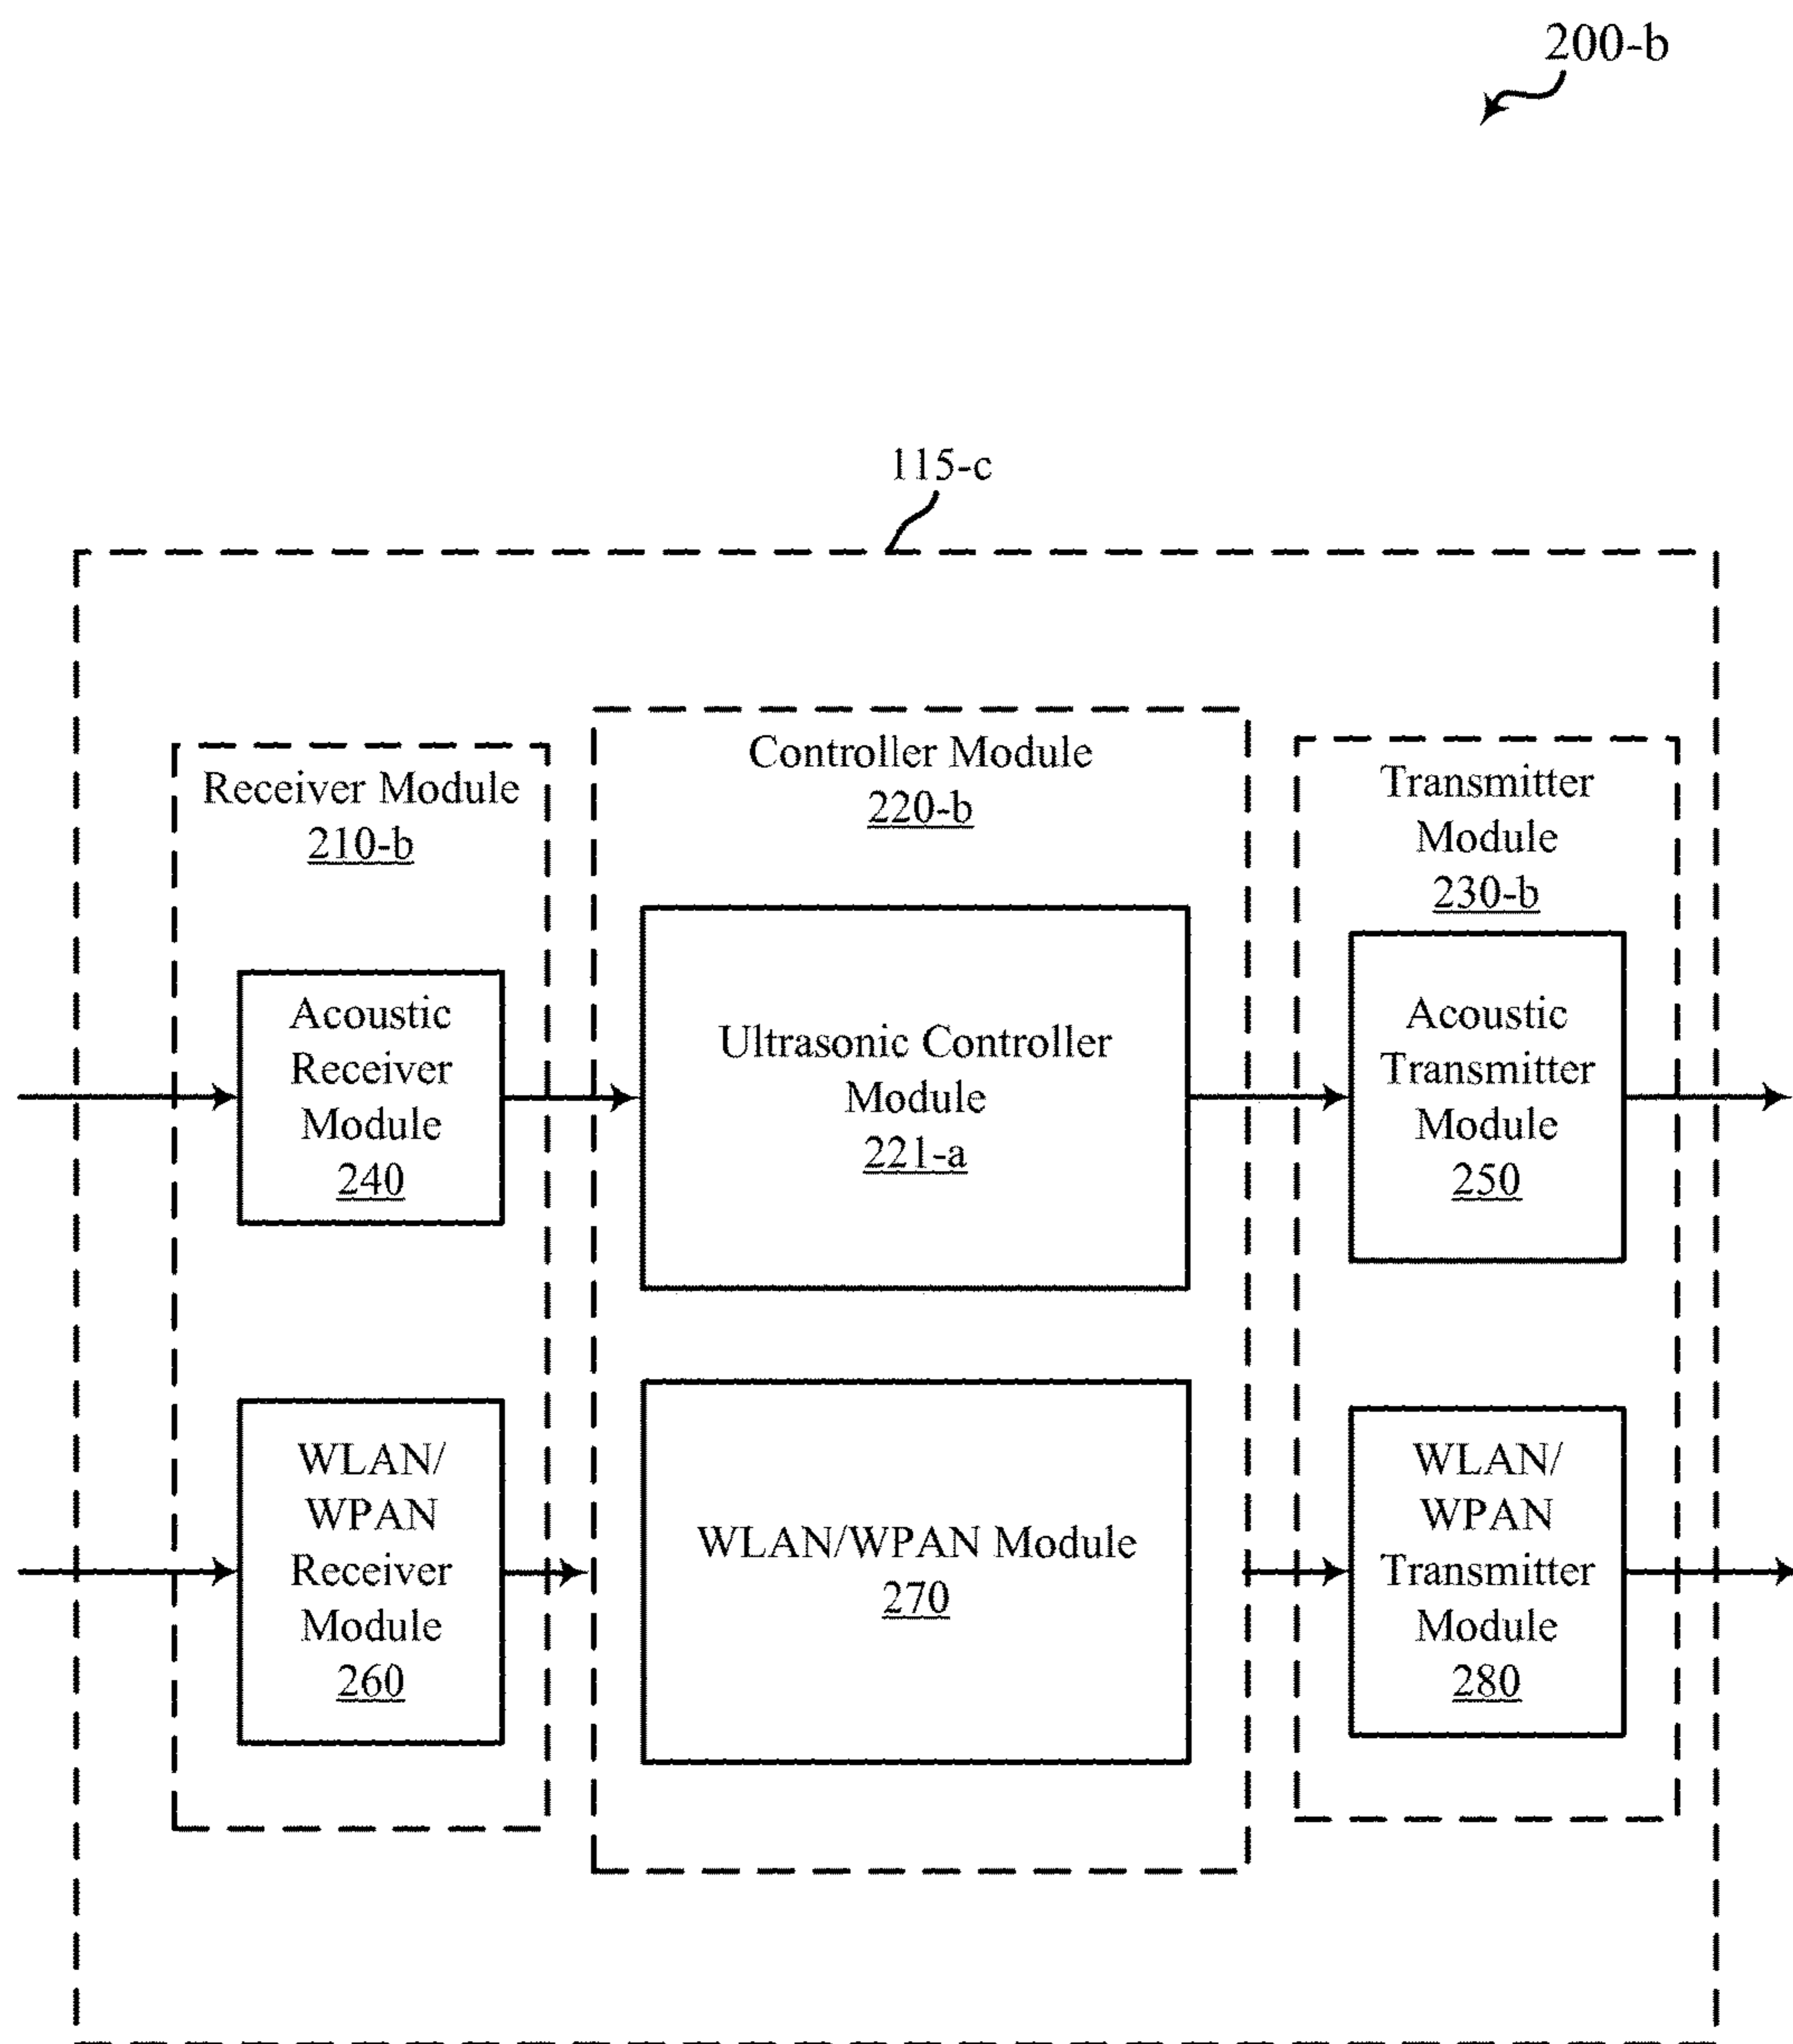 200-b
115-c
Receiver Module
210-b
Controller Module
220-b
Transmitter
Module
230-b
Acoustic
Receiver
Module
240
Ultrasonic Controller
Module
221-a
Acoustic
Transmitter
Module
250
WLAN/
WPAN
Receiver
Module
260
WLAN/WPAN Module
270
WLAN/
WPAN
Transmitter
Module
280